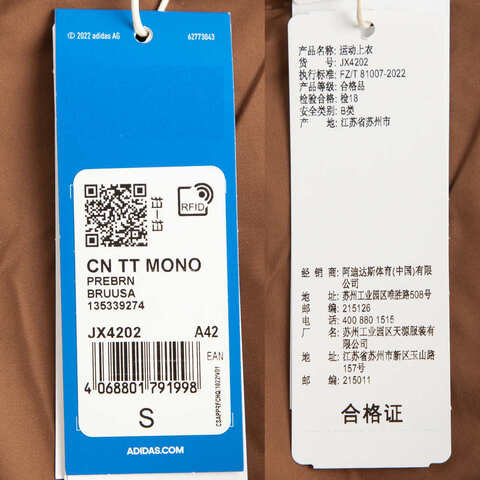 © 2022 adidas AG 62773043
RFID
CN TT MONO
PREBRN
BRUUSA
135339274
JX4202 A42
EAN
4 068801 791998
S
ADIDAS.COM
产品名称: 运动上衣
货 号: JX4202
执行标准: FZ/T 81007-2022
产品等级: 合格品
检验合格: 检18
安全类别: B类
产 地: 江苏省苏州市
经 销 商: 阿迪达斯体育(中国)有限
公司
地 址: 苏州工业园区唯胜路508号
邮 编: 215126
电 话: 400 880 1515
厂 名: 苏州工业园区天源服装有
限公司
地 址: 江苏省苏州市新区玉山路
157号
邮 编: 215011
合格证